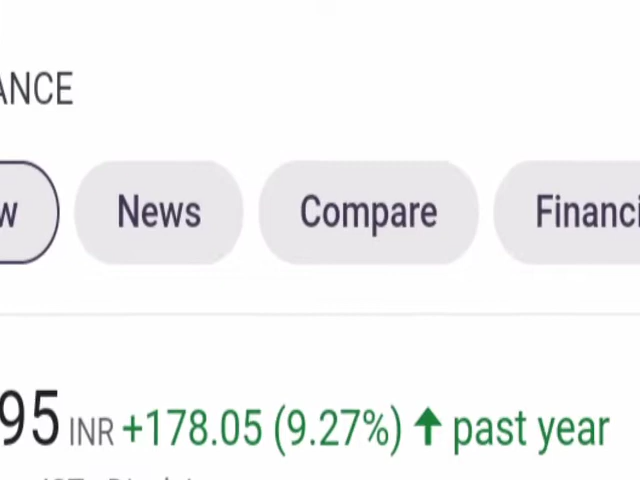 ANCE
w News Compare Financi
95 INR +178.05 (9.27%) ↑ past year